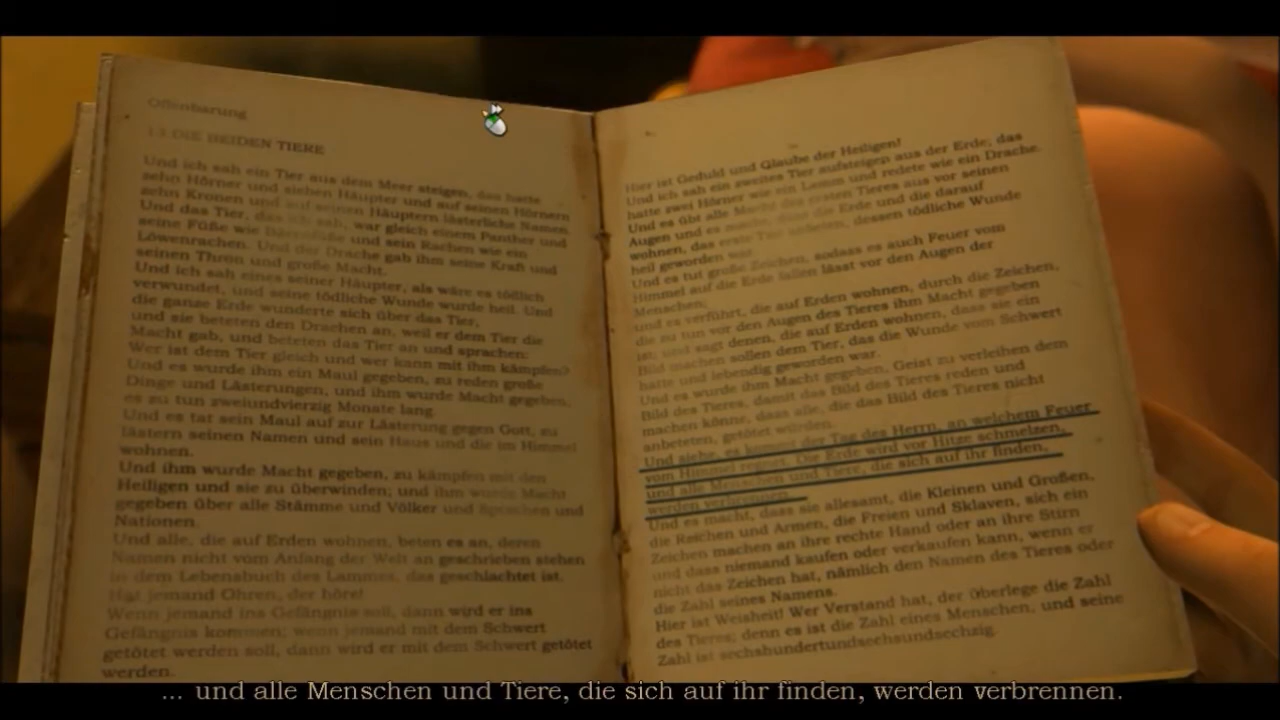 Offenbarung
13 DIE BEIDEN TIERE
Und ich sah ein Tier aus dem Meer steigen, das hatte
zehn Hörner und sieben Häupter und auf seinen Hörnern
zehn Kronen und auf seinen Häuptern lästerliche Namen.
Und das Tier, das ich sah, war gleich einem Panther und
seine Füße wie Bärenfüße und sein Rachen wie ein
Löwenrachen. Und der Drache gab ihm seine Kraft und
seinen Thron und große Macht.
Und ich sah eines seiner Häupter, als wäre es tödlich
verwundet, und seine tödliche Wunde wurde heil. Und
die ganze Erde wunderte sich über das Tier,
und sie beteten den Drachen an, weil er dem Tier die
Macht gab, und beteten das Tier an und sprachen:
Wer ist dem Tier gleich und wer kann mit ihm kämpfen?
Und es wurde ihm ein Maul gegeben, zu reden große
Dinge und Lästerungen, und ihm wurde Macht gegeben,
es zu tun zweiundvierzig Monate lang.
Und es tat sein Maul auf zur Lästerung gegen Gott, zu
lästern seinen Namen und sein Haus und die im Himmel
wohnen.
Und ihm wurde Macht gegeben, zu kämpfen mit den
Heiligen und sie zu überwinden; und ihm wurde Macht
gegeben über alle Stämme und Völker und Sprachen und
Nationen.
Und alle, die auf Erden wohnen, beten es an, deren
Namen nicht vom Anfang der Welt an geschrieben stehen
in dem Lebensbuch des Lammes, das geschlachtet ist.
Hat jemand Ohren, der höre!
Wenn jemand ins Gefängnis soll, dann wird er ins
Gefängnis kommen; wenn jemand mit dem Schwert
getötet werden soll, dann wird er mit dem Schwert getötet
werden.
Hier ist Geduld und Glaube der Heiligen!
Und ich sah ein zweites Tier aufsteigen aus der Erde; das
hatte zwei Hörner wie ein Lamm und redete wie ein Drache.
Und es übt alle Macht des ersten Tieres aus vor seinen
Augen und es macht, dass die Erde und die darauf
wohnen, das erste Tier anbeten, dessen tödliche Wunde
heil geworden war.
Und es tut große Zeichen, sodass es auch Feuer vom
Himmel auf die Erde fallen lässt vor den Augen der
Menschen;
und es verführt, die auf Erden wohnen, durch die Zeichen,
die zu tun vor den Augen des Tieres ihm Macht gegeben
ist; und sagt denen, die auf Erden wohnen, dass sie ein
Bild machen sollen dem Tier, das die Wunde vom Schwert
hatte und lebendig geworden war.
Und es wurde ihm Macht gegeben, Geist zu verleihen dem
Bild des Tieres, damit das Bild des Tieres reden und
machen könne, dass alle, die das Bild des Tieres nicht
anbeteten, getötet würden.
Und siehe, es kommt der Tag des Herrn, an welchem Feuer
vom Himmel regnet. Die Erde wird vor Hitze schmelzen,
und alle Menschen und Tiere, die sich auf ihr finden,
werden verbrennen.
Und es macht, dass sie allesamt, die Kleinen und Großen,
die Reichen und Armen, die Freien und Sklaven, sich ein
Zeichen machen an ihre rechte Hand oder an ihre Stirn
und dass niemand kaufen oder verkaufen kann, wenn er
nicht das Zeichen hat, nämlich den Namen des Tieres oder
die Zahl seines Namens.
Hier ist Weisheit! Wer Verstand hat, der überlege die Zahl
des Tieres; denn es ist die Zahl eines Menschen, und seine
Zahl ist sechshundertundsechsundsechzig.
... und alle Menschen und Tiere, die sich auf ihr finden, werden verbrennen.